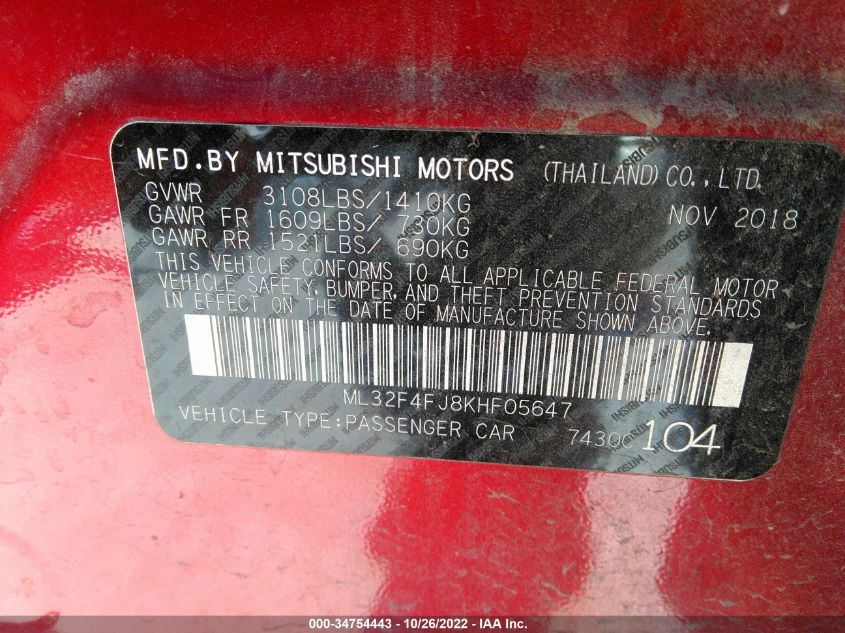 MFD.BY MITSUBISHI MOTORS (THAILAND)CO.,LTD.
GVWR 3108LBS/1410KG NOV 2018
GAWR FR 1609LBS/ 730KG
GAWR RR 1521LBS/ 690KG
THIS VEHICLE CONFORMS TO ALL APPLICABLE FEDERAL MOTOR
VEHICLE SAFETY, BUMPER, AND THEFT PREVENTION STANDARDS
IN EFFECT ON THE DATE OF MANUFACTURE SHOWN ABOVE.
ML32F4FJ8KHF05647
VEHICLE TYPE:PASSENGER CAR 7430C 104
000-34754443 - 10/26/2022 - IAA Inc.